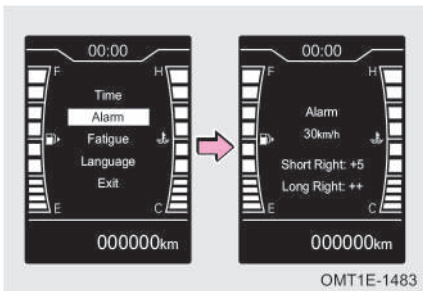 00:00
F H
Time
Alarm
Fatigue
Language
Exit
E C
000000km
00:00
F H
Alarm
30km/h
Short Right: +5
Long Right: ++
E C
000000km
OMT1E-1483